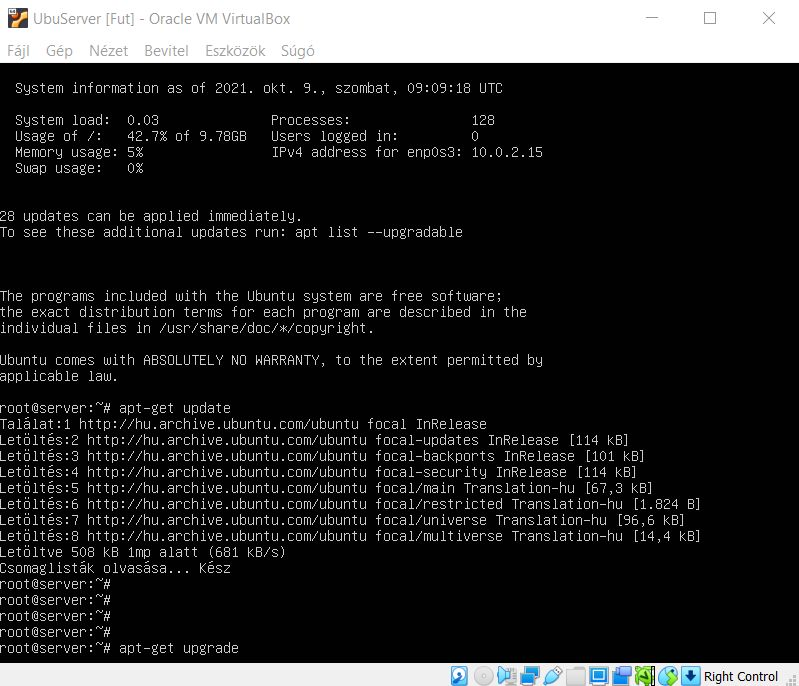 UbuServer [Fut] - Oracle VM VirtualBox
Fájl Gép Nézet Bevitel Eszközök Súgó
System information as of 2021. okt. 9., szombat, 09:09:18 UTC
System load: 0.03 Processes: 128
Usage of /: 42.7% of 9.78GB Users logged in: 0
Memory usage: 5% IPv4 address for enp0s3: 10.0.2.15
Swap usage: 0%
28 updates can be applied immediately.
To see these additional updates run: apt list --upgradable
The programs included with the Ubuntu system are free software;
the exact distribution terms for each program are described in the
individual files in /usr/share/doc/*/copyright.
Ubuntu comes with ABSOLUTELY NO WARRANTY, to the extent permitted by
applicable law.
root@server:~# apt-get update
Találat:1 http://hu.archive.ubuntu.com/ubuntu focal InRelease
Letöltés:2 http://hu.archive.ubuntu.com/ubuntu focal-updates InRelease [114 kB]
Letöltés:3 http://hu.archive.ubuntu.com/ubuntu focal-backports InRelease [101 kB]
Letöltés:4 http://hu.archive.ubuntu.com/ubuntu focal-security InRelease [114 kB]
Letöltés:5 http://hu.archive.ubuntu.com/ubuntu focal/main Translation-hu [67,3 kB]
Letöltés:6 http://hu.archive.ubuntu.com/ubuntu focal/restricted Translation-hu [1.824 B]
Letöltés:7 http://hu.archive.ubuntu.com/ubuntu focal/universe Translation-hu [96,6 kB]
Letöltés:8 http://hu.archive.ubuntu.com/ubuntu focal/multiverse Translation-hu [14,4 kB]
Letöltve 508 kB 1mp alatt (681 kB/s)
Csomaglisták olvasása... Kész
root@server:~#
root@server:~#
root@server:~#
root@server:~#
root@server:~# apt-get upgrade
Right Control